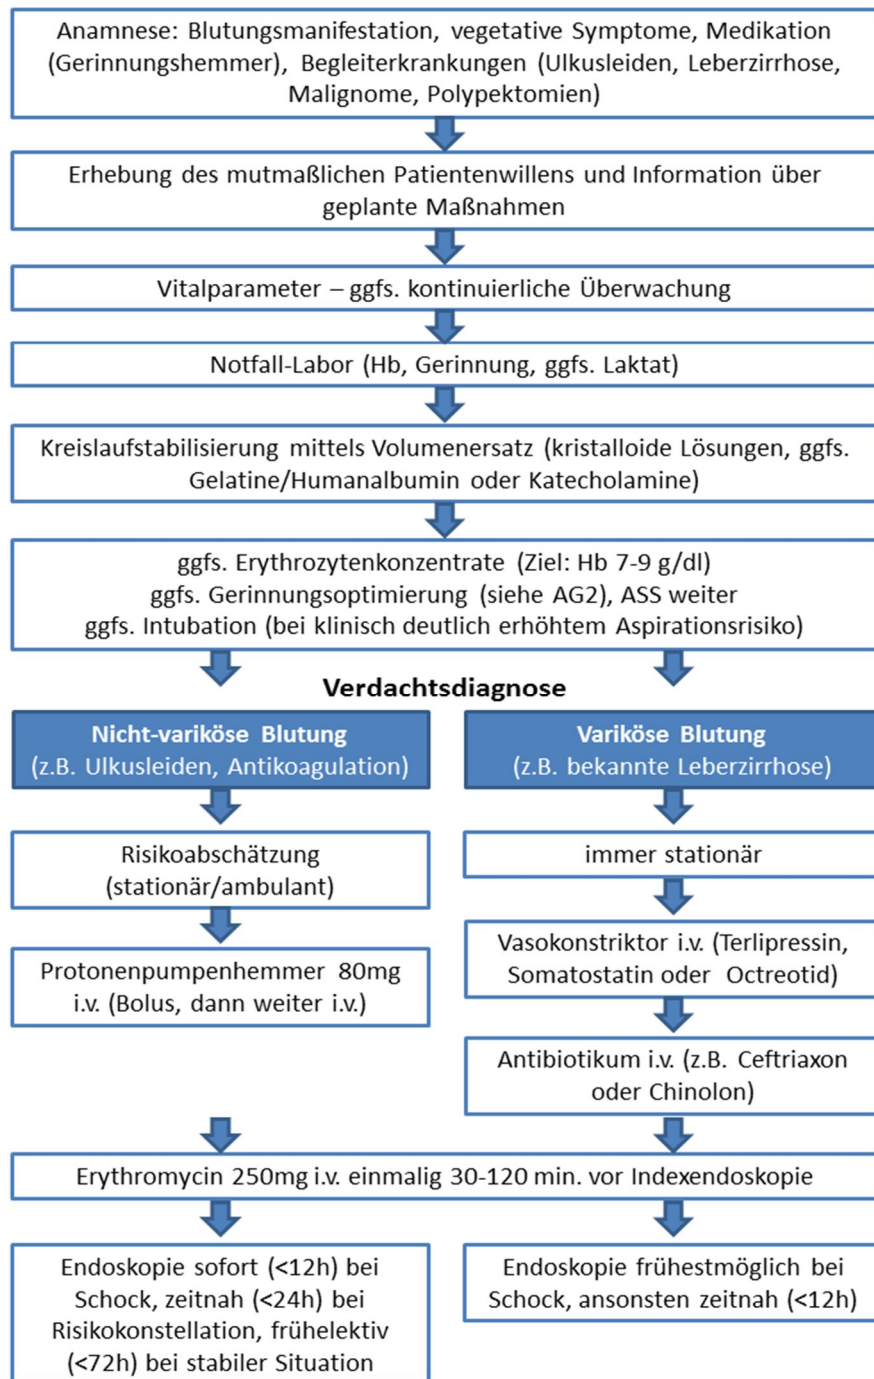 Anamnese: Blutungsmanifestation, vegetative Symptome, Medikation
(Gerinnungshemmer), Begleiterkrankungen (Ulkusleiden, Leberzirrhose,
Malignome, Polypektomien)
Erhebung des mutmaßlichen Patientenwillens und Information über
geplante Maßnahmen
Vitalparameter – ggfs. kontinuierliche Überwachung
Notfall-Labor (Hb, Gerinnung, ggfs. Laktat)
Kreislaufstabilisierung mittels Volumenersatz (kristalloide Lösungen, ggfs.
Gelatine/Humanalbumin oder Katecholamine)
ggfs. Erythrozytenkonzentrate (Ziel: Hb 7-9 g/dl)
ggfs. Gerinnungsoptimierung (siehe AG2), ASS weiter
ggfs. Intubation (bei klinisch deutlich erhöhtem Aspirationsrisiko)
Verdachtsdiagnose
Nicht-variköse Blutung
(z.B. Ulkusleiden, Antikoagulation)
Risikoabschätzung
(stationär/ambulant)
Protonenpumpenhemmer 80mg
i.v. (Bolus, dann weiter i.v.)
Variköse Blutung
(z.B. bekannte Leberzirrhose)
immer stationär
Vasokonstriktor i.v. (Terlipressin,
Somatostatin oder Octreotid)
Antibiotikum i.v. (z.B. Ceftriaxon
oder Chinolon)
Erythromycin 250mg i.v. einmalig 30-120 min. vor Indexendoskopie
Endoskopie sofort (<12h) bei
Schock, zeitnah (<24h) bei
Risikokonstellation, frühelektiv
(<72h) bei stabiler Situation
Endoskopie frühestmöglich bei
Schock, ansonsten zeitnah (<12h)